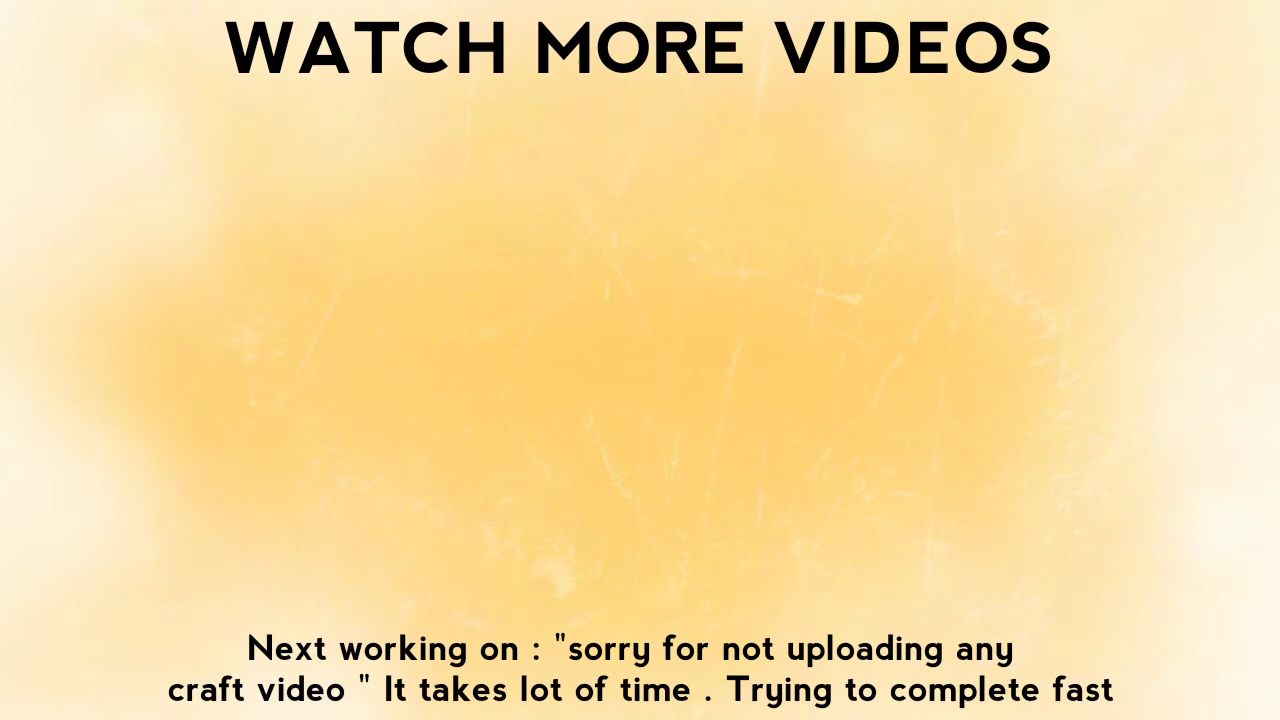 WATCH MORE VIDEOS
Next working on : "sorry for not uploading any
craft video " It takes lot of time . Trying to complete fast